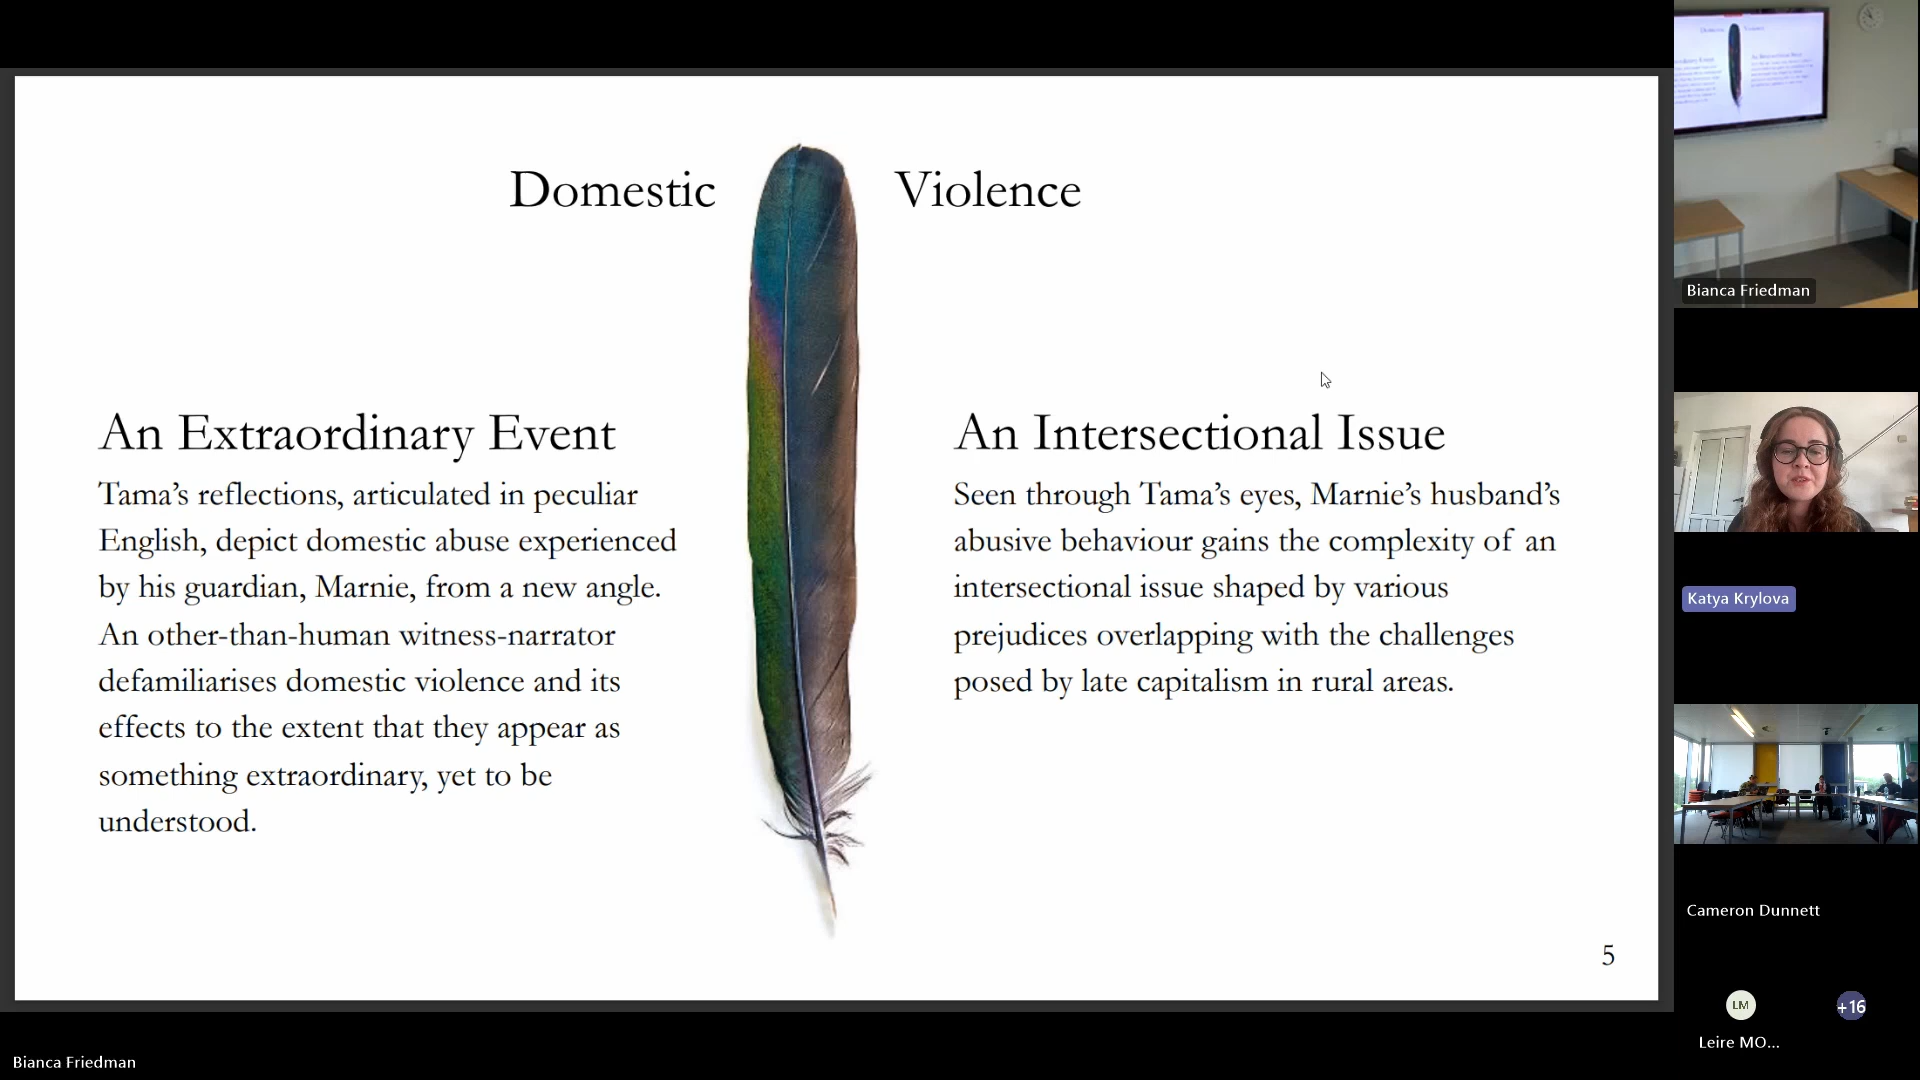 Domestic Violence
An Extraordinary Event
Tama’s reflections, articulated in peculiar
English, depict domestic abuse experienced
by his guardian, Marnie, from a new angle.
An other-than-human witness-narrator
defamiliarises domestic violence and its
effects to the extent that they appear as
something extraordinary, yet to be
understood.
An Intersectional Issue
Seen through Tama’s eyes, Marnie’s husband’s
abusive behaviour gains the complexity of an
intersectional issue shaped by various
prejudices overlapping with the challenges
posed by late capitalism in rural areas.
5
Bianca Friedman
Bianca Friedman
Katya Krylova
Cameron Dunnett
LM
+16
Leire MO...